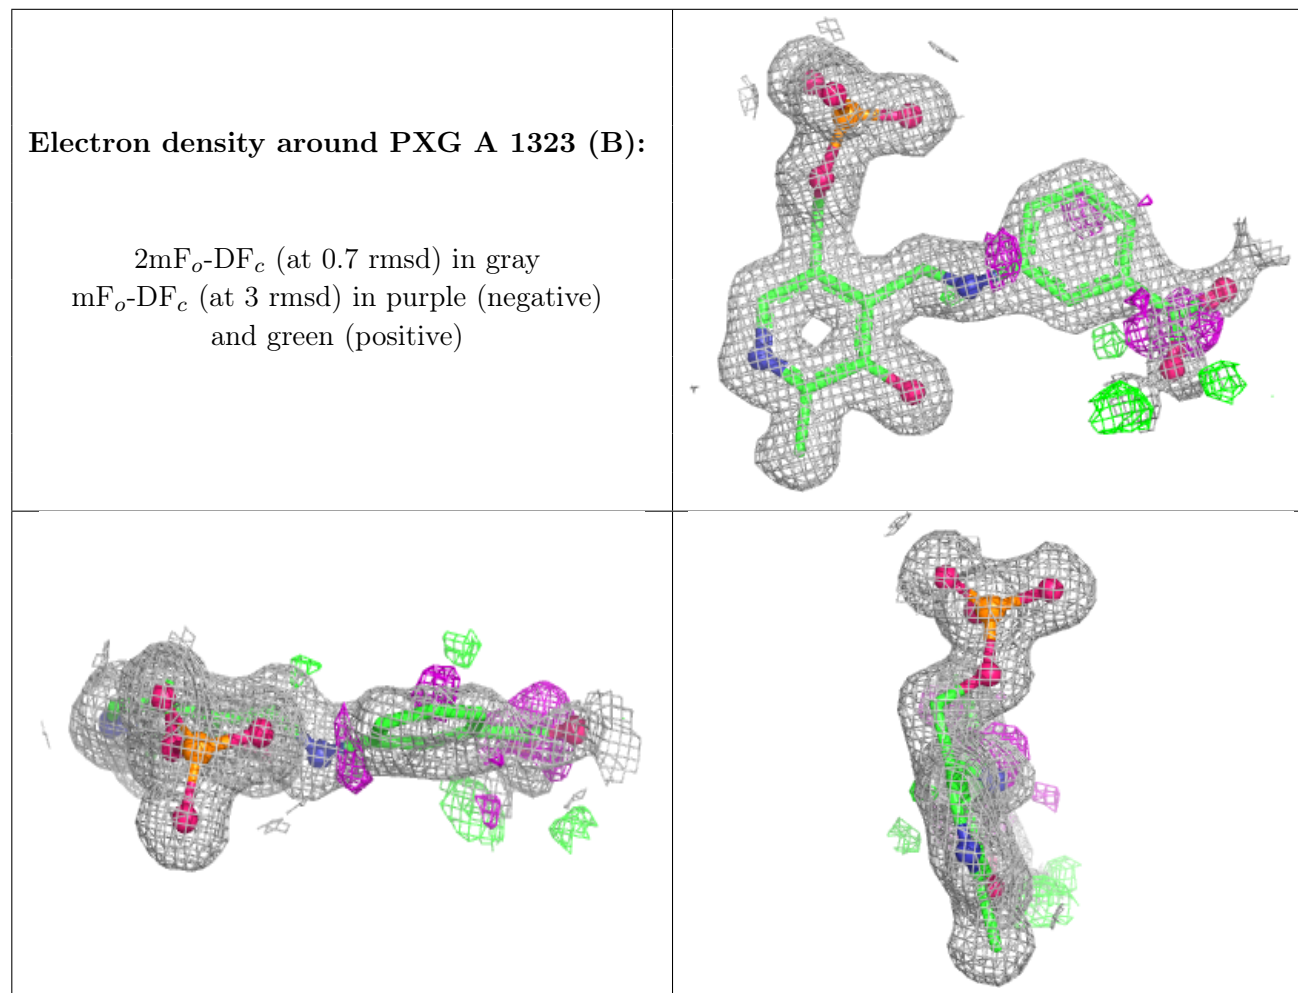 Electron density around PXG A 1323 (B):
2mFo-DFc (at 0.7 rmsd) in gray
mFo-DFc (at 3 rmsd) in purple (negative)
and green (positive)